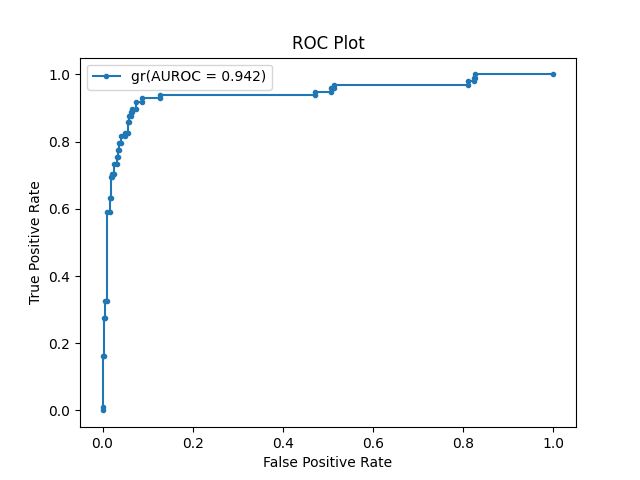 ROC Plot
gr(AUROC = 0.942)
1.0
0.8
0.6
0.4
0.2
0.0
True Positive Rate
0.0 0.2 0.4 0.6 0.8 1.0
False Positive Rate